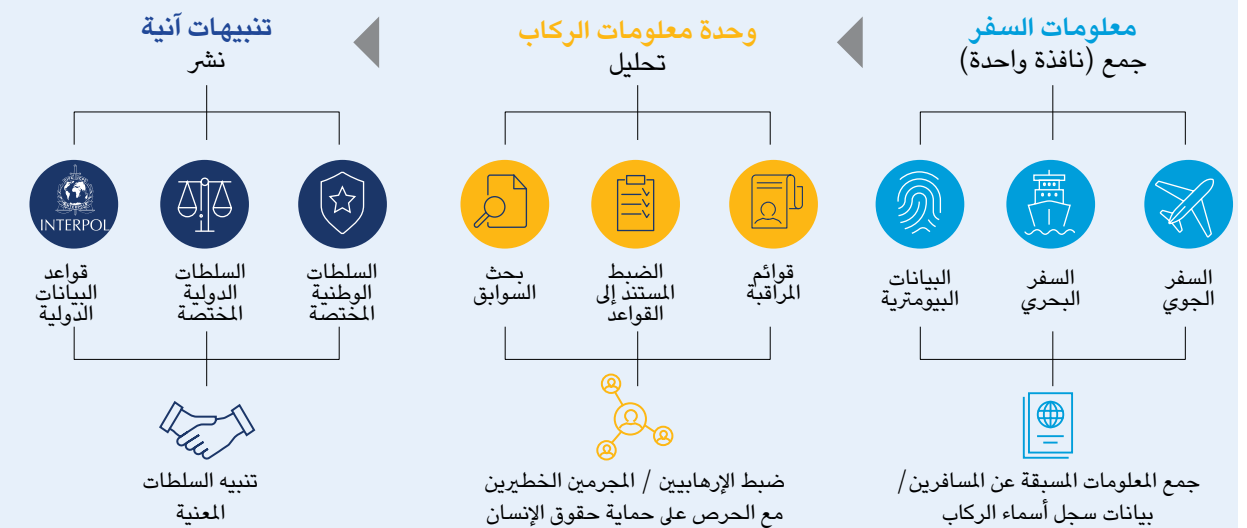 معلومات السفر
جمع (نافذة واحدة)
السفر
الجوي
السفر
البحري
البيانات
البيومترية
جمع المعلومات المسبقة عن المسافرين/
بيانات سجل أسماء الركاب
وحدة معلومات الركاب
تحليل
قوائم
المراقبة
الضبط
المستند إلى
القواعد
بحث
السوابق
ضبط الإرهابيين / المجرمين الخطيرين
مع الحرص على حماية حقوق الإنسان
تنبيهات آنية
نشر
السلطات
الوطنية
المختصة
السلطات
الدولية
المختصة
INTERPOL
قواعد
البيانات
الدولية
تنبيه السلطات
المعنية